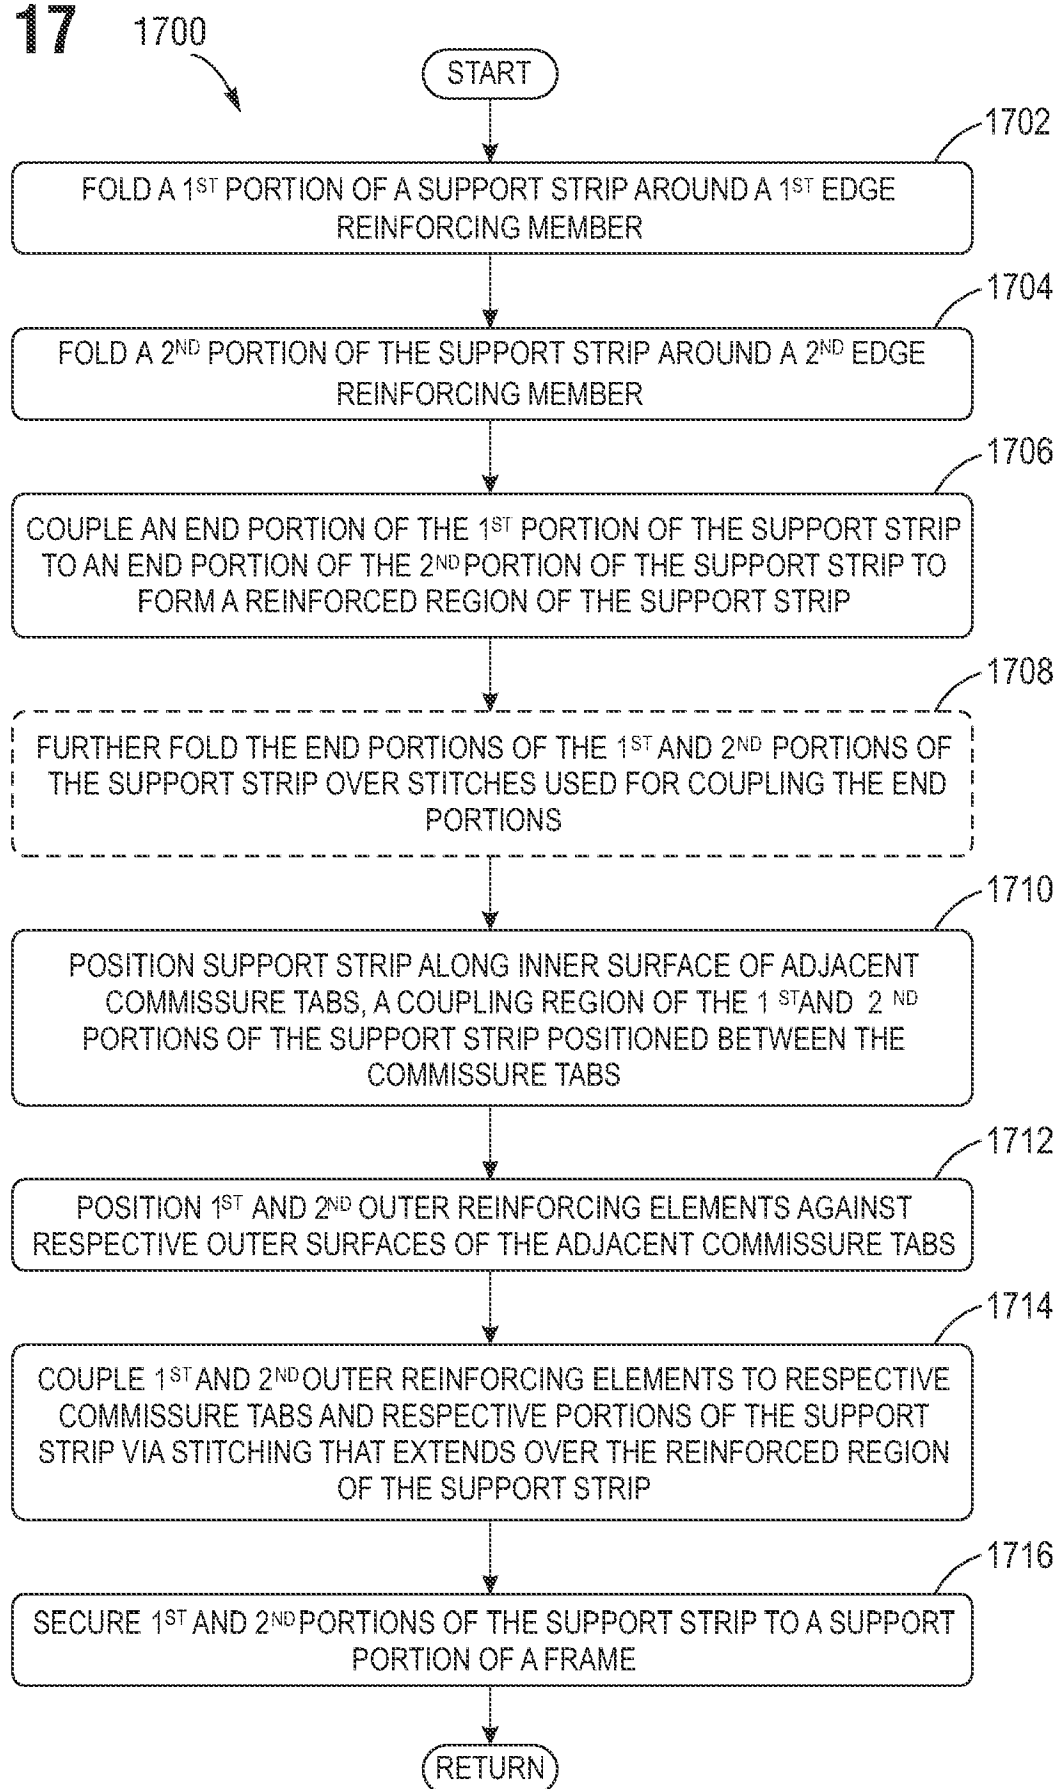 17
1700
START
1702
FOLD A 1ST PORTION OF A SUPPORT STRIP AROUND A 1ST EDGE
REINFORCING MEMBER
1704
FOLD A 2ND PORTION OF THE SUPPORT STRIP AROUND A 2ND EDGE
REINFORCING MEMBER
1706
COUPLE AN END PORTION OF THE 1ST PORTION OF THE SUPPORT STRIP
TO AN END PORTION OF THE 2ND PORTION OF THE SUPPORT STRIP TO
FORM A REINFORCED REGION OF THE SUPPORT STRIP
1708
FURTHER FOLD THE END PORTIONS OF THE 1ST AND 2ND PORTIONS OF
THE SUPPORT STRIP OVER STITCHES USED FOR COUPLING THE END
PORTIONS
1710
POSITION SUPPORT STRIP ALONG INNER SURFACE OF ADJACENT
COMMISSURE TABS, A COUPLING REGION OF THE 1 ST AND 2 ND
PORTIONS OF THE SUPPORT STRIP POSITIONED BETWEEN THE
COMMISSURE TABS
1712
POSITION 1ST AND 2ND OUTER REINFORCING ELEMENTS AGAINST
RESPECTIVE OUTER SURFACES OF THE ADJACENT COMMISSURE TABS
1714
COUPLE 1ST AND 2ND OUTER REINFORCING ELEMENTS TO RESPECTIVE
COMMISSURE TABS AND RESPECTIVE PORTIONS OF THE SUPPORT
STRIP VIA STITCHING THAT EXTENDS OVER THE REINFORCED REGION
OF THE SUPPORT STRIP
1716
SECURE 1ST AND 2ND PORTIONS OF THE SUPPORT STRIP TO A SUPPORT
PORTION OF A FRAME
RETURN